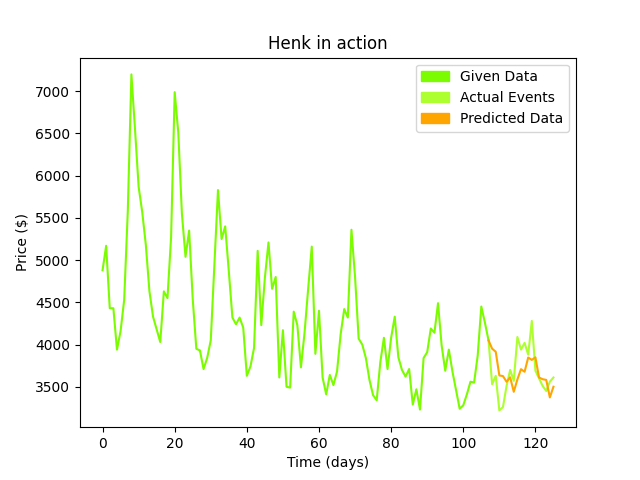 Henk in action
Given Data
Actual Events
Predicted Data
Price ($)
7000
6500
6000
5500
5000
4500
4000
3500
0 20 40 60 80 100 120
Time (days)